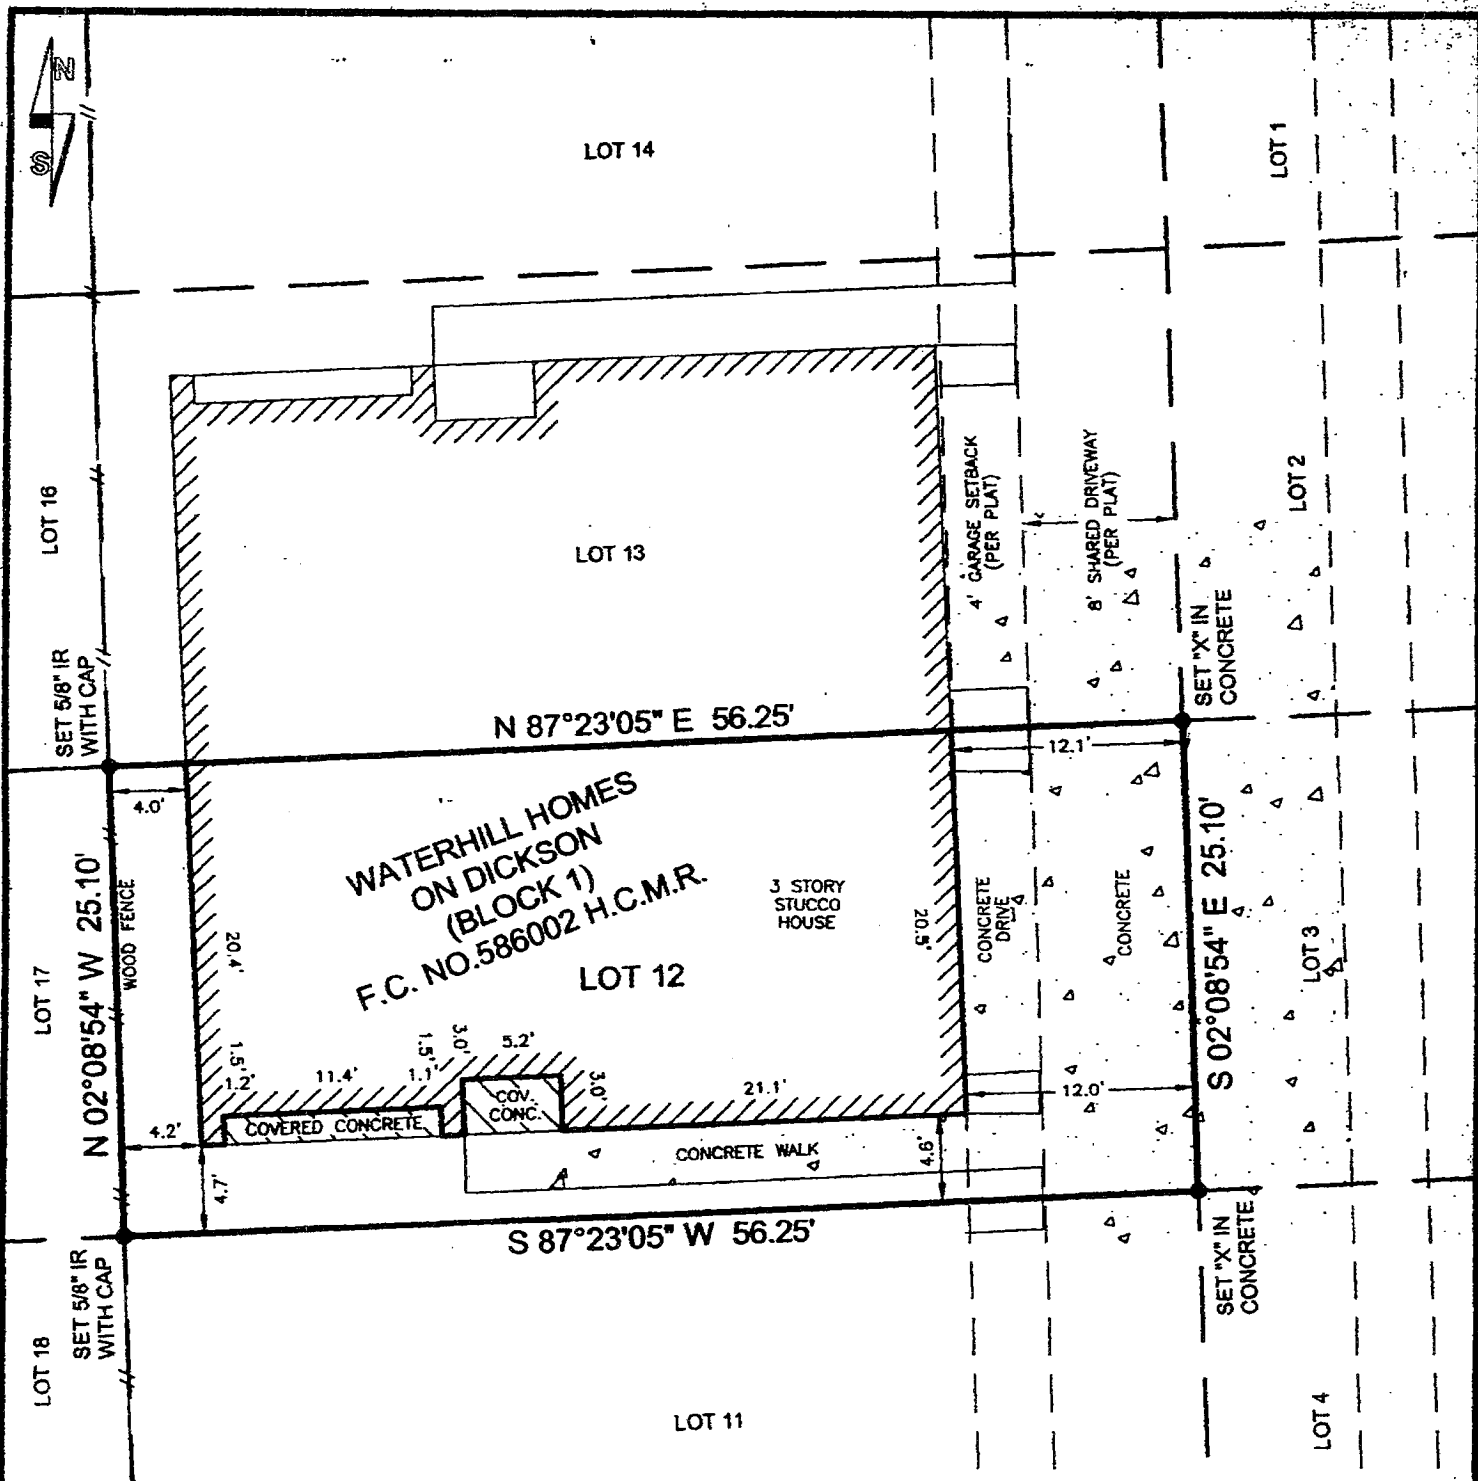 N
S
LOT 14
LOT 1
LOT 16
LOT 13
4' GARAGE SETBACK
(PER PLAT)
8' SHARED DRIVEWAY
(PER PLAT)
LOT 2
SET 5/8" IR
WITH CAP
SET "X" IN
CONCRETE
N 87°23'05" E 56.25'
12.1'
4.0'
WATERHILL HOMES
ON DICKSON
(BLOCK 1)
F.C. NO.586002 H.C.M.R.
3 STORY
STUCCO
HOUSE
LOT 12
LOT 17
N 02°08'54" W 25.10'
WOOD FENCE
20.4'
20.5'
CONCRETE
DRIVE
CONCRETE
S 02°08'54" E 25.10'
LOT 3
1.5'
1.2'
11.4'
1.1'
1.5'
3.0'
5.2'
3.0'
21.1'
12.0'
COV.
CONC.
COVERED CONCRETE
4.2'
4.7'
CONCRETE WALK
4.6'
S 87°23'05" W 56.25'
SET 5/8" IR
WITH CAP
SET "X" IN
CONCRETE
LOT 18
LOT 11
LOT 4